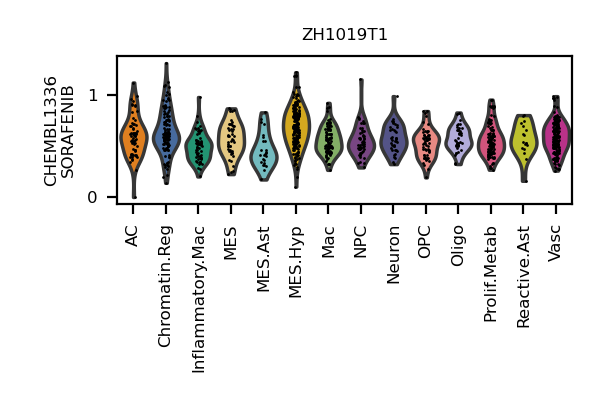 ZH1019T1
CHEMBL1336
SORAFENIB
1
0
AC
Chromatin.Reg
Inflammatory.Mac
MES
MES.Ast
MES.Hyp
Mac
NPC
Neuron
OPC
Oligo
Prolif.Metab
Reactive.Ast
Vasc